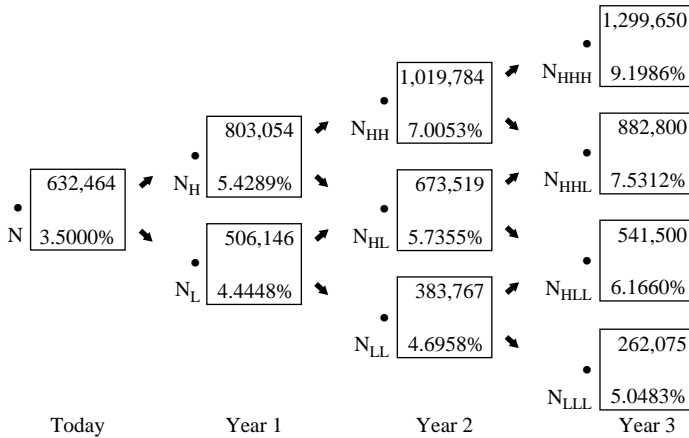 1,299,650
N_HHH
9.1986%
1,019,784
N_HH
7.0053%
803,054
N_H
5.4289%
882,800
N_HHL
7.5312%
632,464
N
3.5000%
673,519
N_HL
5.7355%
506,146
N_L
4.4448%
541,500
N_HLL
6.1660%
383,767
N_LL
4.6958%
262,075
N_LLL
5.0483%
Today Year 1 Year 2 Year 3